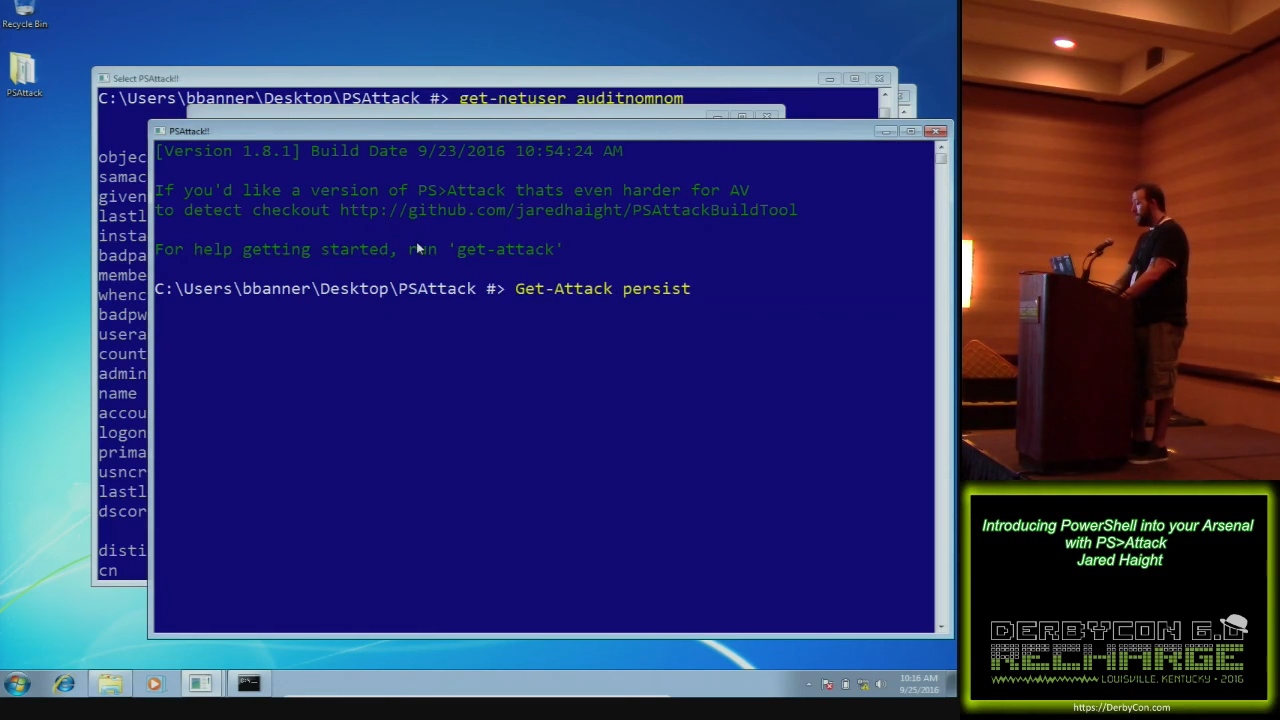 Recycle Bin
PSAttack
Select PSAttack!!
C:\Users\bbanner\Desktop\PSAttack #> get-netuser auditnomnom
objec
samac
given
lastl
insta
badpa
membe
whenc
badpw
usera
count
admin
name
accou
logon
prima
usncr
lastl
dscor
disti
cn
PSAttack!!
[Version 1.8.1] Build Date 9/23/2016 10:54:24 AM
If you'd like a version of PS>Attack thats even harder for AV
to detect checkout http://github.com/jaredhaight/PSAttackBuildTool
For help getting started, run 'get-attack'
C:\Users\bbanner\Desktop\PSAttack #> Get-Attack persist
10:16 AM
9/25/2016
Introducing PowerShell into your Arsenal
with PS>Attack
Jared Haight
DERBYCON 6.0
RECHARGE
LOUISVILLE, KENTUCKY • 2016
https://DerbyCon.com